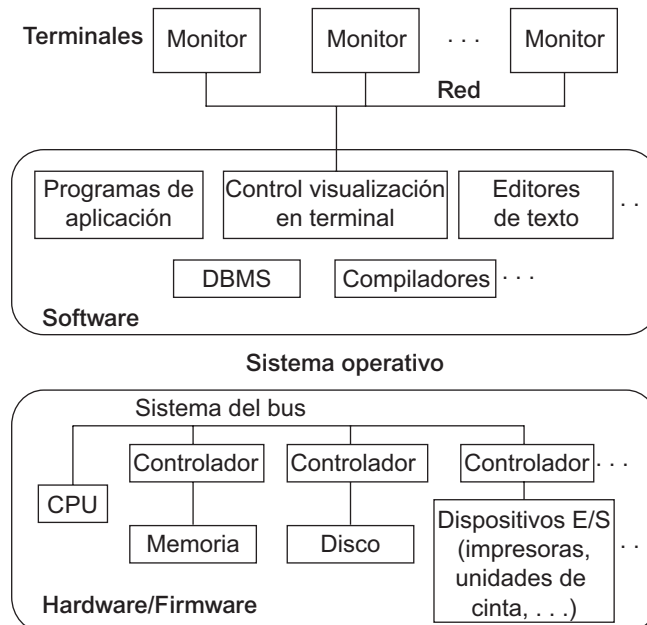 Terminales
Monitor
Monitor
. . .
Monitor
Red
Programas de
aplicación
Control visualización
en terminal
Editores
de texto
. .
DBMS
Compiladores
. . .
Software
Sistema operativo
Sistema del bus
Controlador
Controlador
Controlador
. . .
CPU
Memoria
Disco
Dispositivos E/S
(impresoras,
unidades de
cinta, . . .)
. .
Hardware/Firmware